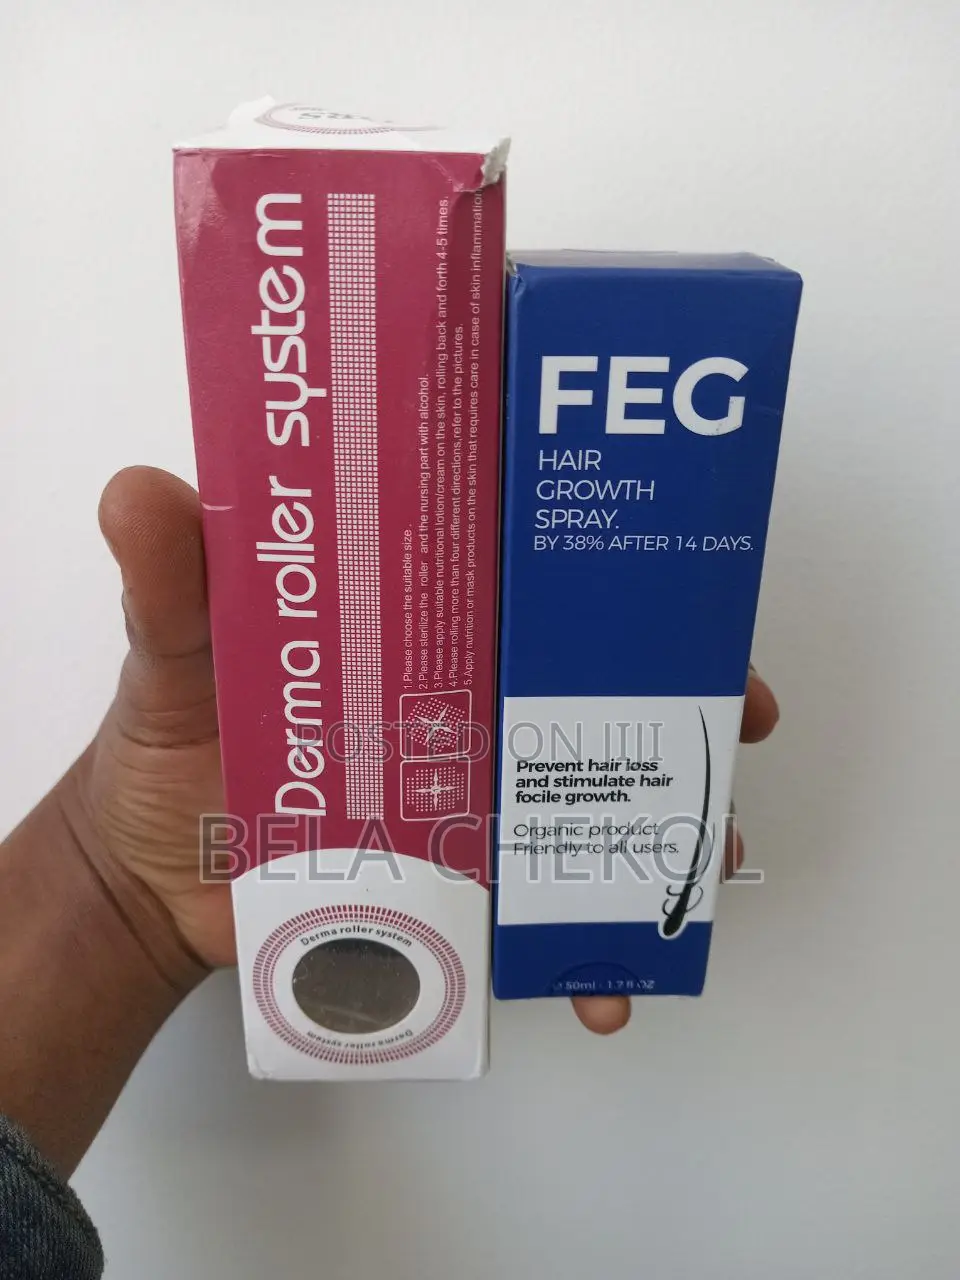 Derma roller system
1.Please choose the suitable size .
2.Please sterilize the roller and the nursing part with alcohol.
3.Please apply suitable nutritional lotion/cream on the skin, rolling back and forth 4-5 times.
4.Please rolling more than four different directions,refer to the pictures.
5.Apply nutrition or mask products on the skin that requires care in case of skin inflammation
Derma roller system
Derma roller system
FEG
HAIR
GROWTH
SPRAY.
BY 38% AFTER 14 DAYS.
Prevent hair loss
and stimulate hair
focile growth.
Organic product
Friendly to all users.
50ml - 1.7 fl OZ
POSTED ON JIJI
BELA CHEKOL